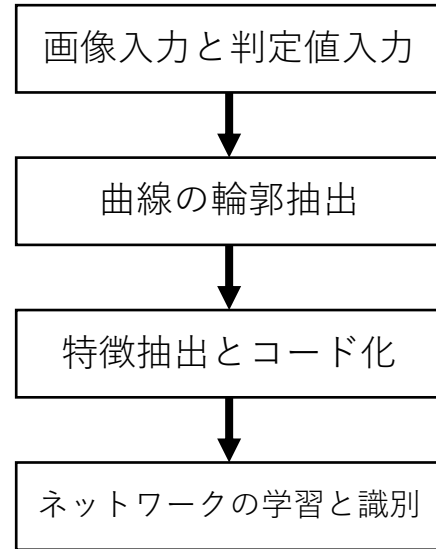 画像入力と判定値入力
曲線の輪郭抽出
特徴抽出とコード化
ネットワークの学習と識別